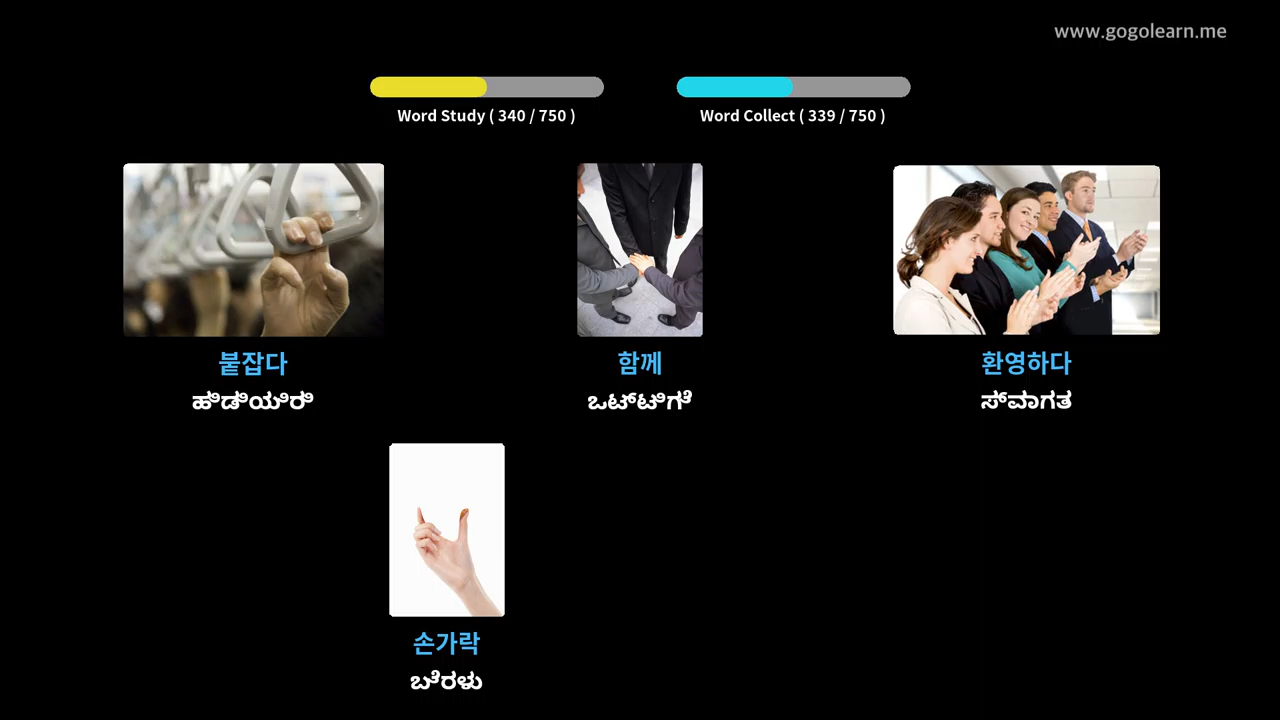 www.gogolearn.me
Word Study ( 340 / 750 )
Word Collect ( 339 / 750 )
붙잡다
ಹಿಡಿಯಿರಿ
함께
ಒಟ್ಟಿಗೆ
환영하다
ಸ್ವಾಗತ
손가락
ಬೆರಳು